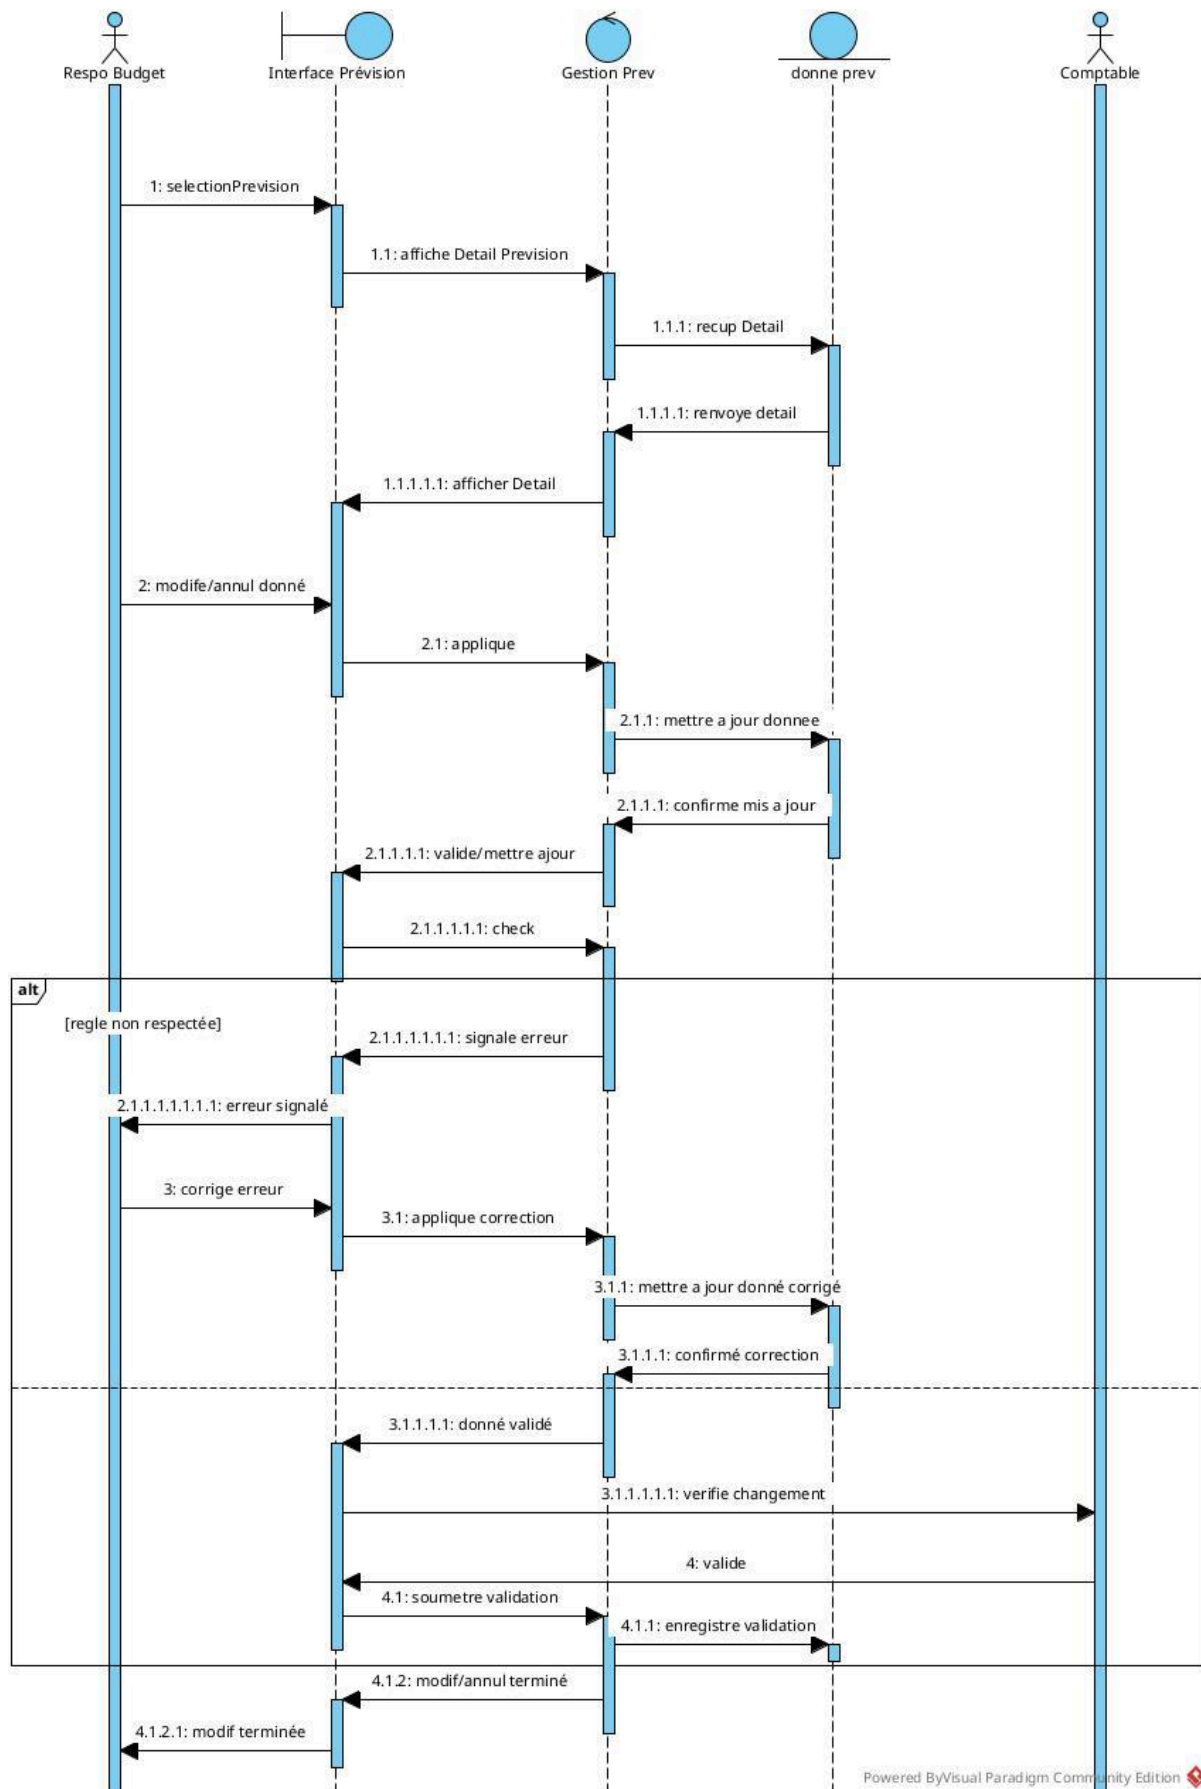 Respo Budget
Interface Prévision
Gestion Prev
donne prev
Comptable
1: selectionPrevision
1.1: affiche Detail Prevision
1.1.1: recup Detail
1.1.1.1: renvoye detail
1.1.1.1.1: afficher Detail
2: modife/annul donné
2.1: applique
2.1.1: mettre a jour donnee
2.1.1.1: confirme mis a jour
2.1.1.1.1: valide/mettre ajour
2.1.1.1.1.1: check
alt
[regle non respectée]
2.1.1.1.1.1.1: signale erreur
2.1.1.1.1.1.1.1: erreur signalé
3: corrige erreur
3.1: applique correction
3.1.1: mettre a jour donné corrigé
3.1.1.1: confirmé correction
3.1.1.1.1: donné validé
3.1.1.1.1.1: verifie changement
4: valide
4.1: soumetre validation
4.1.1: enregistre validation
4.1.2: modif/annul terminé
4.1.2.1: modif terminée
Powered ByVisual Paradigm Community Edition